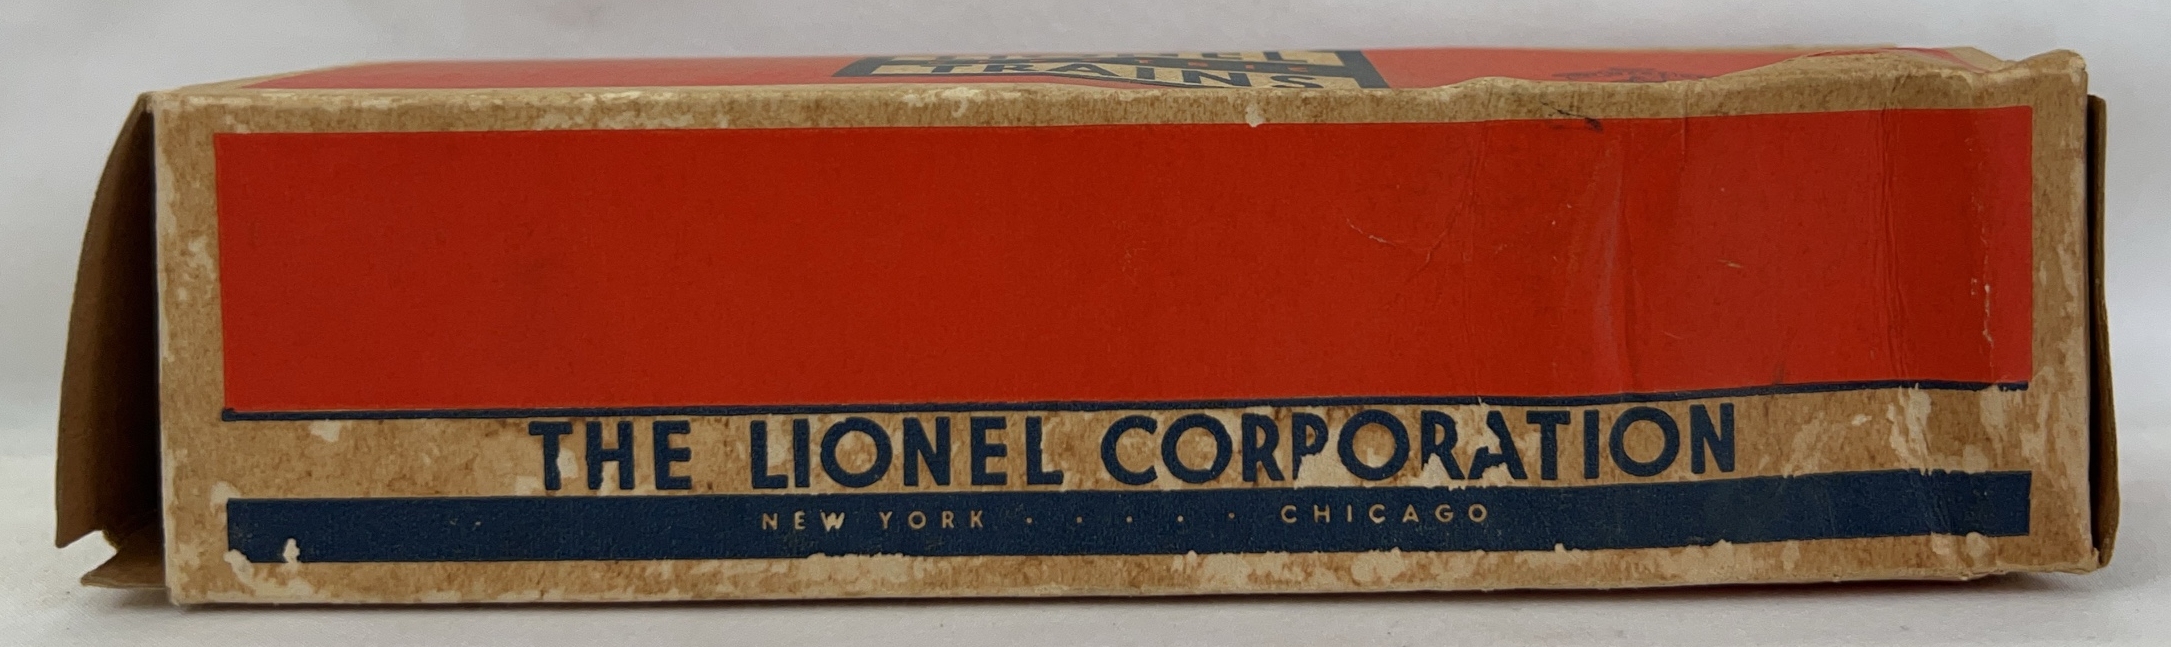 TRAINS
THE LIONEL CORPORATION
NEW YORK · · · · · CHICAGO